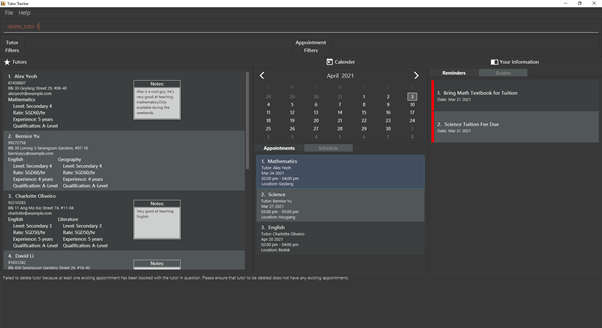 Tutor Tracker
File Help
delete_tutor 1
Tutor
Filters
Appointment
Filters
Tutors
1. Alex Yeoh
87438807
Blk 30 Geylang Street 29, #06-40
alexyeoh@example.com
Mathematics
Level: Secondary 4
Rate: SGD60/hr
Experience: 5 years
Qualification: A-Level
Notes:
Alex is a cool guy, he's
very good at teaching
mathematics.Only
available during the
weekends.
2. Bernice Yu
99272758
Blk 30 Lorong 3 Serangoon Gardens, #07-18
berniceyu@example.com
English Geography
Level: Secondary 4 Level: Secondary 4
Rate: SGD60/hr Rate: SGD60/hr
Experience: 4 years Experience: 4 years
Qualification: A-Level Qualification: A-Level
3. Charlotte Oliveiro
93210283
Blk 11 Ang Mo Kio Street 74, #11-04
charlotte@example.com
English Literature
Level: Secondary 3 Level: Secondary 3
Rate: SGD60/hr Rate: SGD60/hr
Experience: 5 years Experience: 5 years
Qualification: A-Level Qualification: A-Level
Notes:
Very good at teaching
English
4. David Li
91031282
Blk 436 Serangoon Gardens Street 26, #16-43
Notes:
Calender
April 2021
28 29 30 31 1 2 3
4 5 6 7 8 9 10
11 12 13 14 15 16 17
18 19 20 21 22 23 24
25 26 27 28 29 30 1
2 3 4 5 6 7 8
Appointments Schedule
1. Mathematics
Tutor: Alex Yeoh
Mar 24 2021
02:00 pm - 04:00 pm
Location: Geylang
2. Science
Tutor: Bernice Yu
Mar 27 2021
Location: Hougang
3. English
Tutor: Charlotte Oliveiro
Apr 20 2021
02:00 pm - 04:00 pm
Location: Bedok
Your Information
Reminders Grades
1. Bring Math Textbook for Tuition
Date: Mar 21 2021
2. Science Tuition Fee Due
Date: Mar 31 2021
Failed to delete tutor because at least one existing appointment has been booked with the tutor in question. Please ensure that tutor to be deleted does not have any existing appointments.